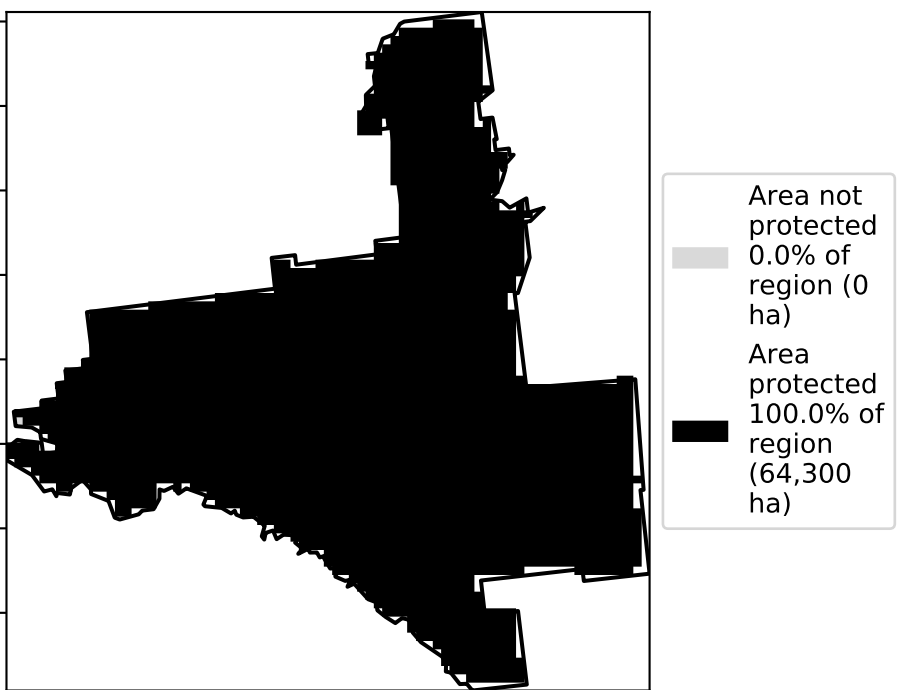 Area not
protected
0.0% of
region (0
ha)
Area
protected
100.0% of
region
(64,300
ha)